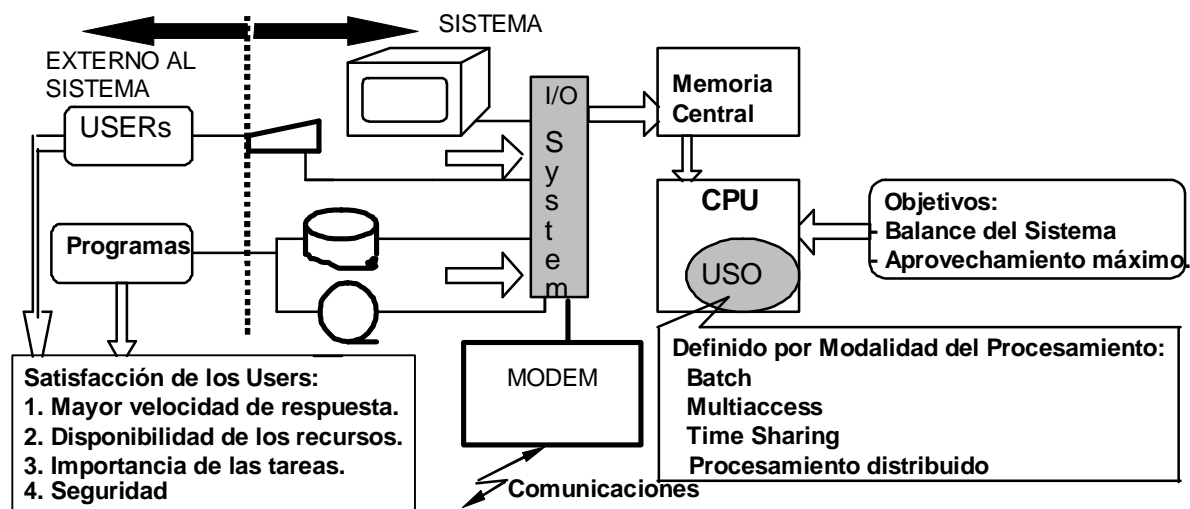 SISTEMA
EXTERNO AL
SISTEMA
USERs
Programas
I/O
System
Memoria
Central
CPU
USO
Objetivos:
- Balance del Sistema
- Aprovechamiento máximo.
Satisfacción de los Users:
1. Mayor velocidad de respuesta.
2. Disponibilidad de los recursos.
3. Importancia de las tareas.
4. Seguridad
MODEM
Comunicaciones
Definido por Modalidad del Procesamiento:
Batch
Multiaccess
Time Sharing
Procesamiento distribuido